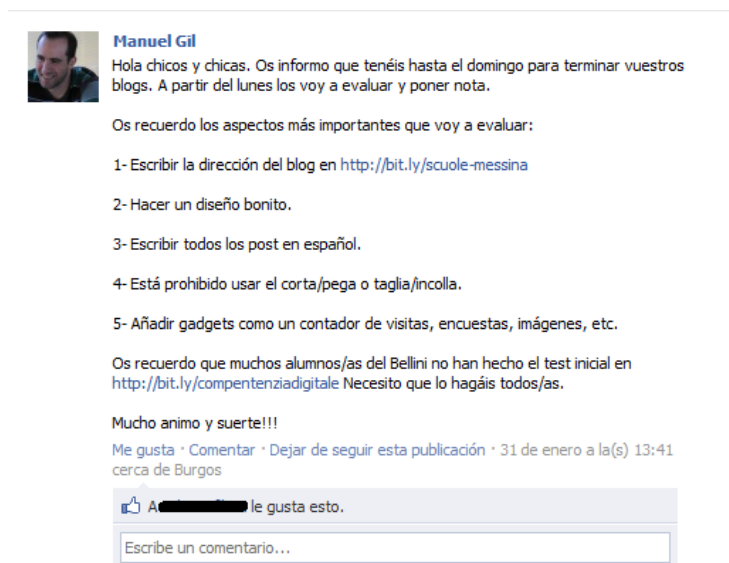 Manuel Gil
Hola chicos y chicas. Os informo que tenéis hasta el domingo para terminar vuestros
blogs. A partir del lunes los voy a evaluar y poner nota.
Os recuerdo los aspectos más importantes que voy a evaluar:
1- Escribir la dirección del blog en http://bit.ly/scuole-messina
2- Hacer un diseño bonito.
3- Escribir todos los post en español.
4- Está prohibido usar el corta/pega o taglia/incolla.
5- Añadir gadgets como un contador de visitas, encuestas, imágenes, etc.
Os recuerdo que muchos alumnos/as del Bellini no han hecho el test inicial en
http://bit.ly/compentenziadigitale Necesito que lo hagáis todos/as.
Mucho animo y suerte!!!
Me gusta · Comentar · Dejar de seguir esta publicación · 31 de enero a la(s) 13:41
cerca de Burgos
A le gusta esto.
Escribe un comentario...